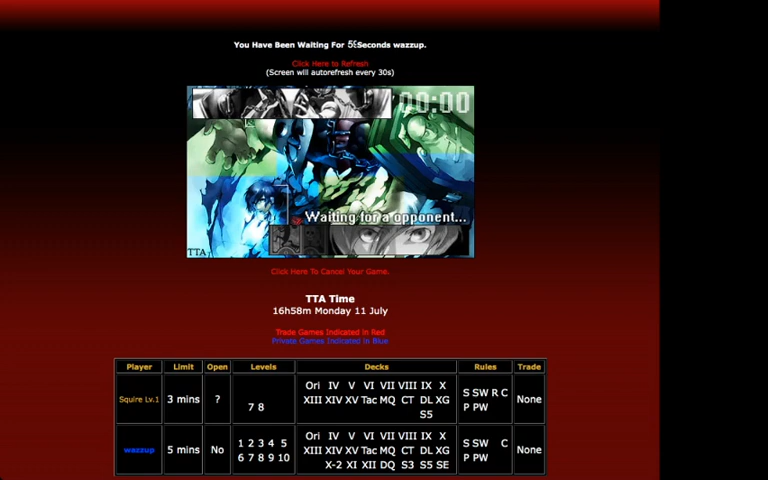 You Have Been Waiting For Seconds wazzup.
Click Here to Refresh
(Screen will autorefresh every 30s)
00:00
Waiting for a opponent...
TTA
Click Here To Cancel Your Game.
TTA Time
16h58m Monday 11 July
Trade Games Indicated in Red
Private Games Indicated in Blue
Player Limit Open Levels Decks Rules Trade
Squire Lv.1 3 mins ? 7 8 Ori IV V VI VII VIII IX X S SW R C None
XIII XIV XV Tac MQ CT DL XG P PW
S5
wazzup 5 mins No 1 2 3 4 5 Ori IV V VI VII VIII IX X S SW C None
6 7 8 9 10 XIII XIV XV Tac MQ CT DL XG P PW
X-2 XI XII DQ S3 S5 SE